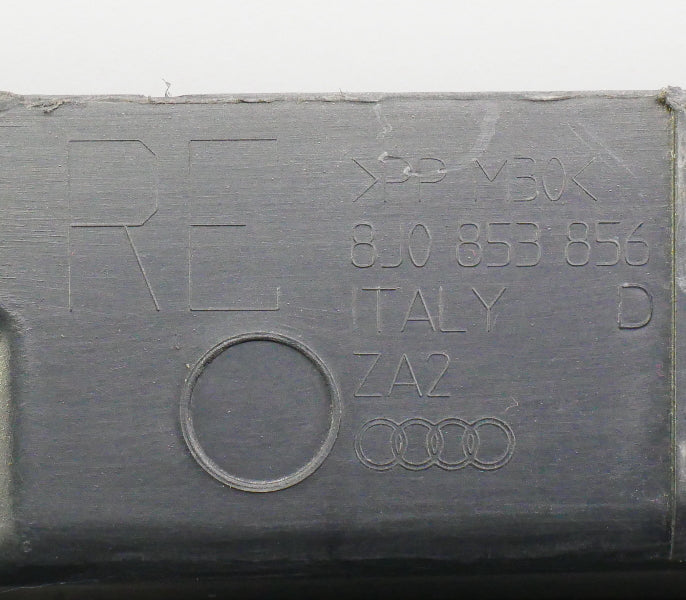 RE
>PP M30<
8J0 853 856
ITALY D
ZA2